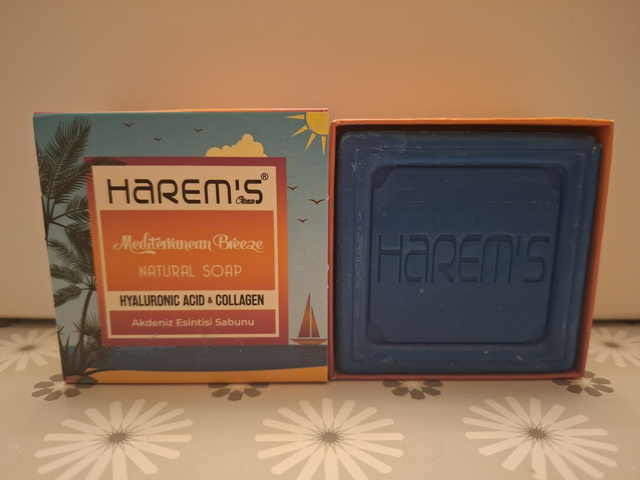 HAREM'S®
Mediterranean Breeze
NATURAL SOAP
HYALURONIC ACID & COLLAGEN
Akdeniz Esintisi Sabunu
HAREM'S